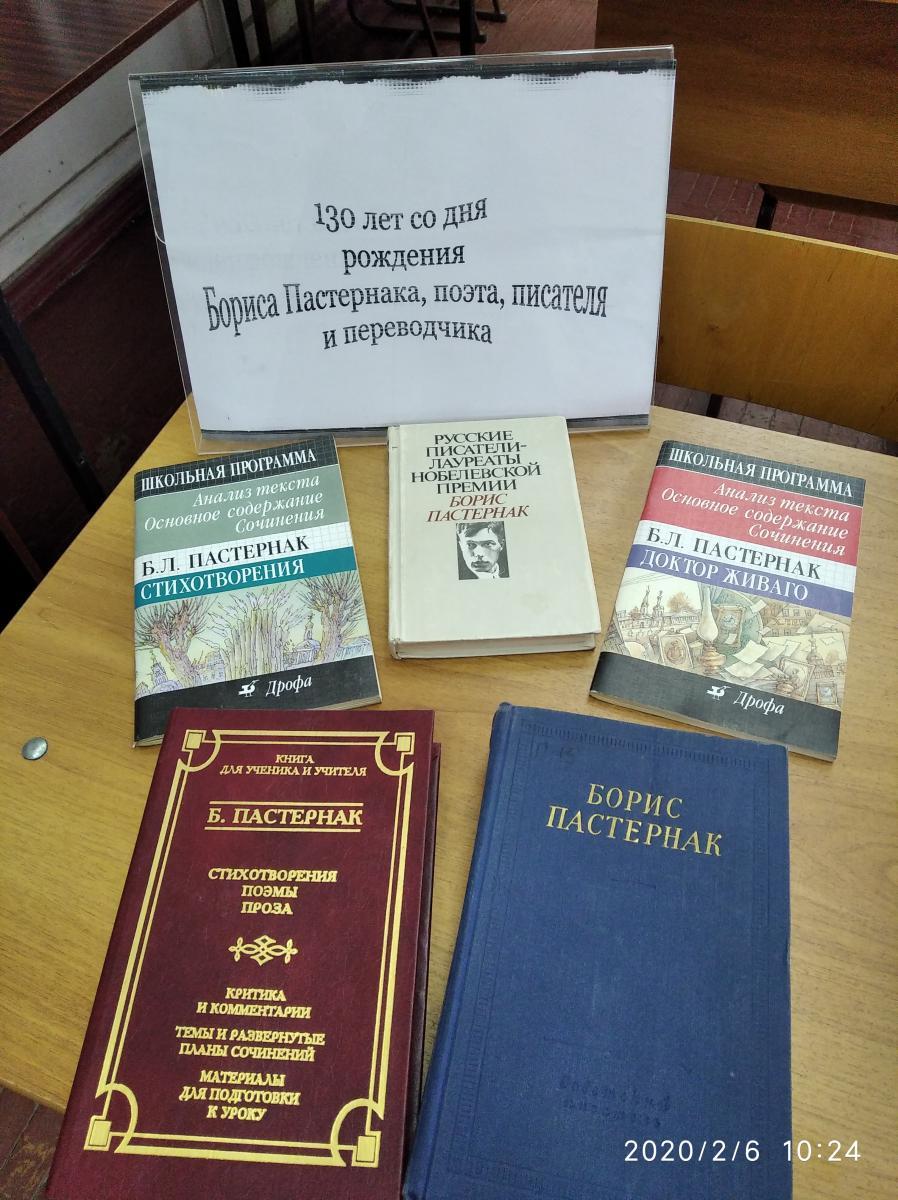 130 лет со дня
рождения
Бориса Пастернака, поэта, писателя
и переводчика
ШКОЛЬНАЯ ПРОГРАММА
Анализ текста
Основное содержание
Сочинения
Б.Л. ПАСТЕРНАК
СТИХОТВОРЕНИЯ
Дрофа
РУССКИЕ
ПИСАТЕЛИ-
ЛАУРЕАТЫ
НОБЕЛЕВСКОЙ
ПРЕМИИ
БОРИС
ПАСТЕРНАК
ШКОЛЬНАЯ ПРОГРАММА
Анализ текста
Основное содержание
Сочинения
Б.Л. ПАСТЕРНАК
ДОКТОР ЖИВАГО
Дрофа
КНИГА
ДЛЯ УЧЕНИКА И УЧИТЕЛЯ
Б. ПАСТЕРНАК
СТИХОТВОРЕНИЯ
ПОЭМЫ
ПРОЗА
КРИТИКА
И КОММЕНТАРИИ
ТЕМЫ И РАЗВЕРНУТЫЕ
ПЛАНЫ СОЧИНЕНИЙ
МАТЕРИАЛЫ
ДЛЯ ПОДГОТОВКИ
К УРОКУ
БОРИС
ПАСТЕРНАК
2020/2/6 10:24